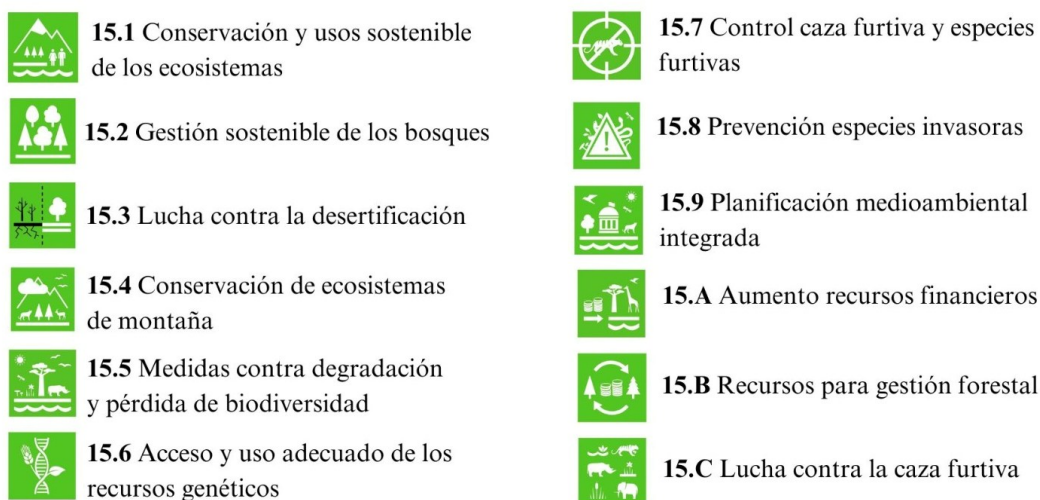 15.1 Conservación y usos sostenible
de los ecosistemas
15.2 Gestión sostenible de los bosques
15.3 Lucha contra la desertificación
15.4 Conservación de ecosistemas
de montaña
15.5 Medidas contra degradación
y pérdida de biodiversidad
15.6 Acceso y uso adecuado de los
recursos genéticos
15.7 Control caza furtiva y especies
furtivas
15.8 Prevención especies invasoras
15.9 Planificación medioambiental
integrada
15.A Aumento recursos financieros
15.B Recursos para gestión forestal
15.C Lucha contra la caza furtiva